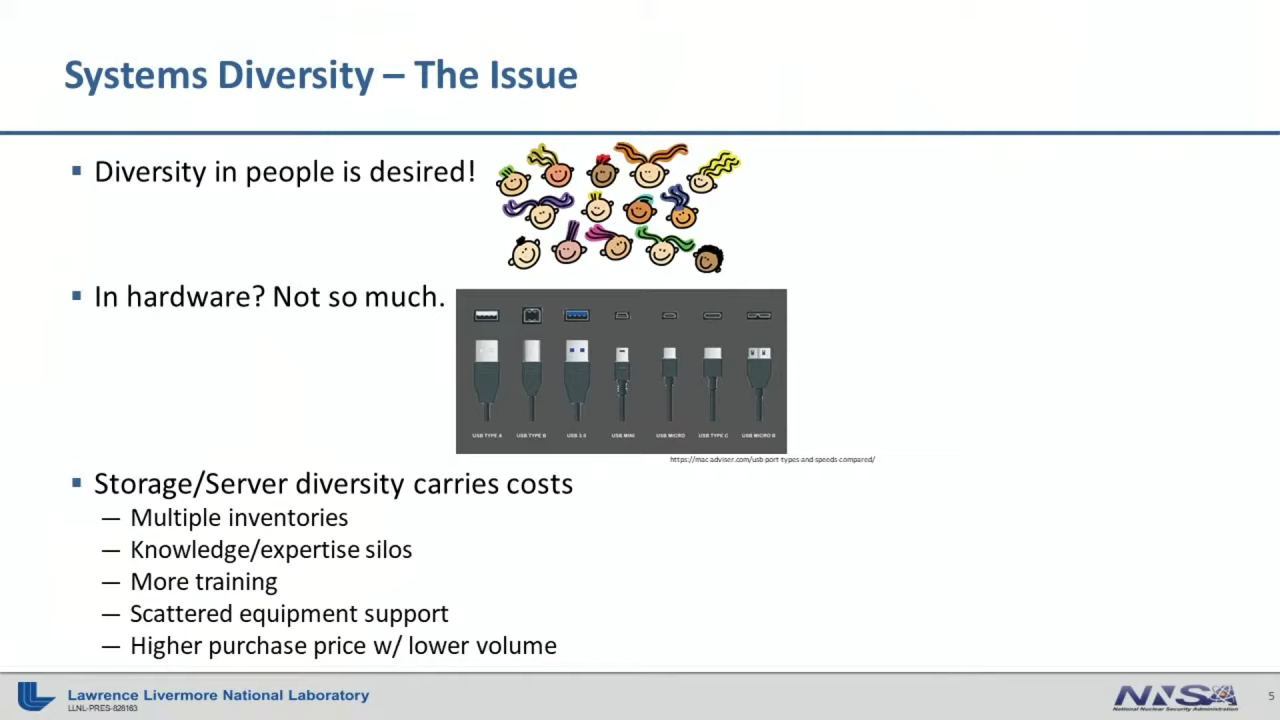 Systems Diversity – The Issue
▪ Diversity in people is desired!
▪ In hardware? Not so much.
USB TYPE A USB TYPE B USB 3.0 USB MINI USB MICRO USB TYPE C USB MICRO B
https://mac-adviser.com/usb-port-types-and-speeds-compared/
▪ Storage/Server diversity carries costs
— Multiple inventories
— Knowledge/expertise silos
— More training
— Scattered equipment support
— Higher purchase price w/ lower volume
Lawrence Livermore National Laboratory
LLNL-PRES-826163
NNSA
National Nuclear Security Administration
5